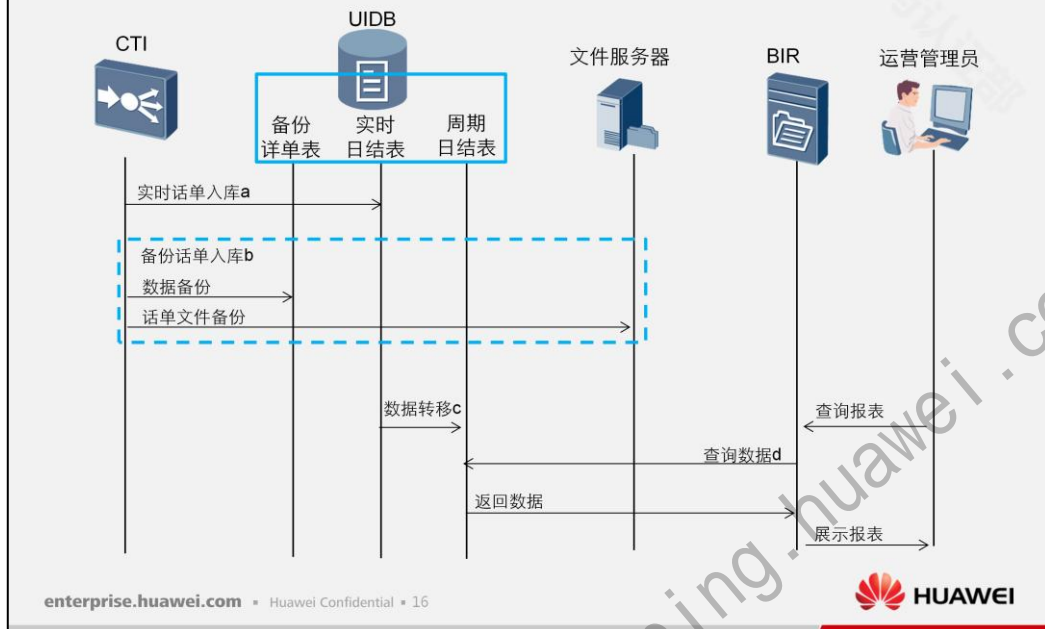 UIDB
CTI
文件服务器
BIR
运营管理员
备份
详单表
实时
日结表
周期
日结表
实时话单入库a
备份话单入库b
数据备份
话单文件备份
数据转移c
查询报表
查询数据d
返回数据
展示报表
enterprise.huawei.com ▪ Huawei Confidential ▪ 16
HUAWEI
ing.huawei.co